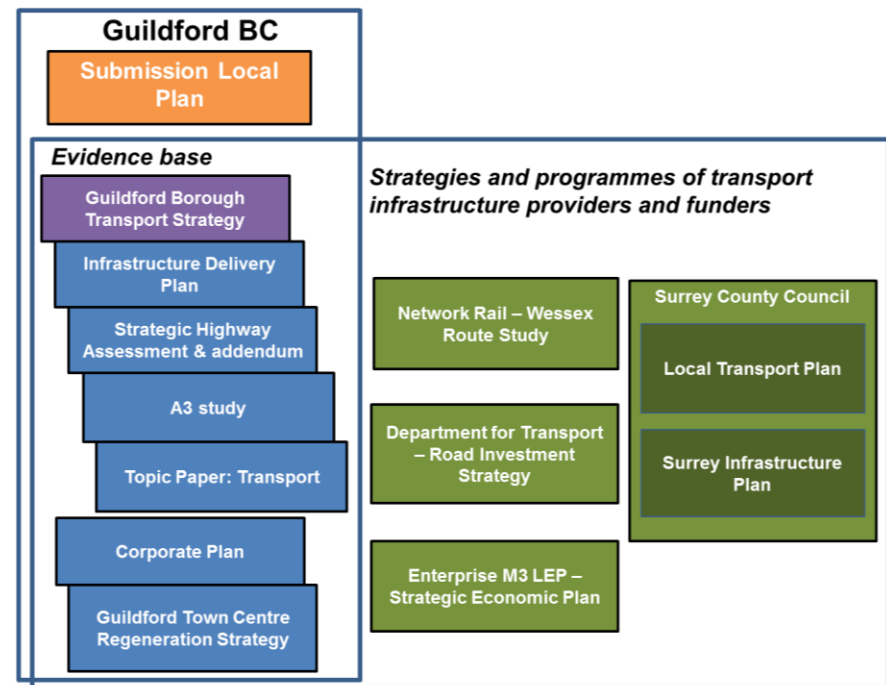 Guildford BC
Submission Local
Plan
Evidence base
Guildford Borough
Transport Strategy
Infrastructure Delivery
Plan
Strategic Highway
Assessment & addendum
A3 study
Topic Paper: Transport
Corporate Plan
Guildford Town Centre
Regeneration Strategy
Strategies and programmes of transport
infrastructure providers and funders
Network Rail – Wessex
Route Study
Department for Transport
– Road Investment
Strategy
Enterprise M3 LEP –
Strategic Economic Plan
Surrey County Council
Local Transport Plan
Surrey Infrastructure
Plan